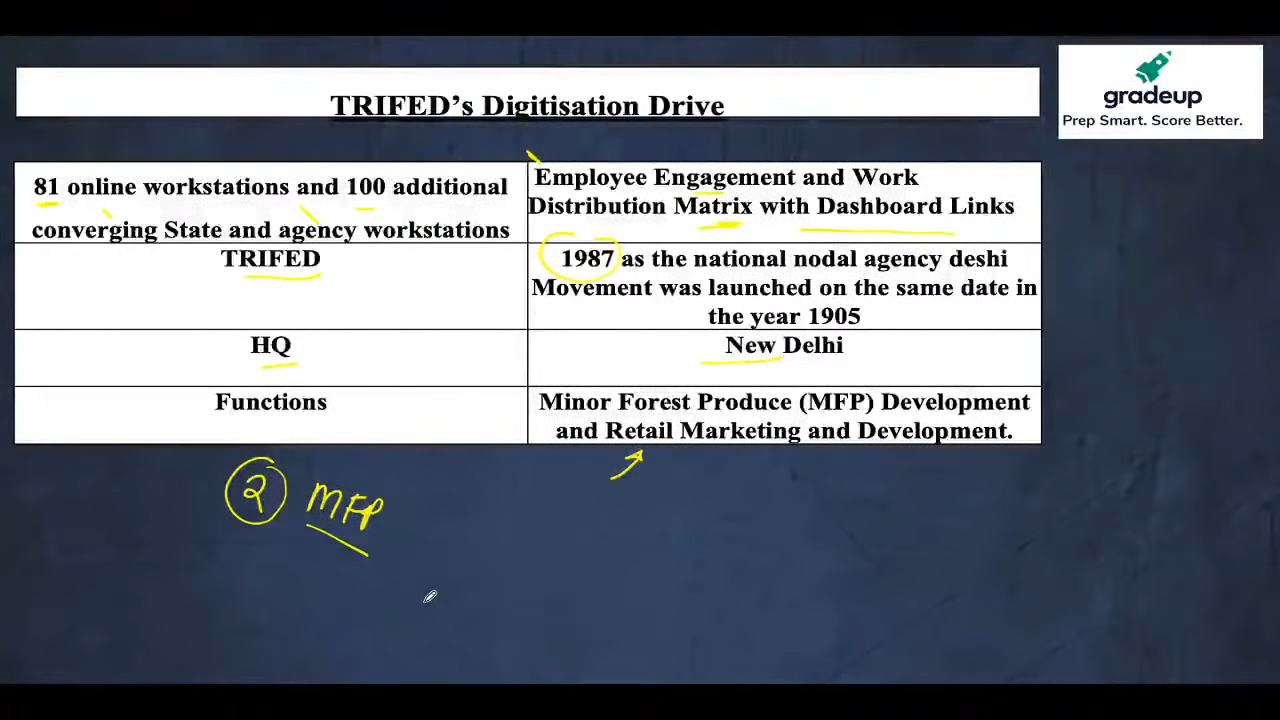 TRIFED’s Digitisation Drive
gradeup
Prep Smart. Score Better.
81 online workstations and 100 additional
converging State and agency workstations
Employee Engagement and Work
Distribution Matrix with Dashboard Links
TRIFED
1987 as the national nodal agency deshi
Movement was launched on the same date in
the year 1905
HQ
New Delhi
Functions
Minor Forest Produce (MFP) Development
and Retail Marketing and Development.
2 MFP